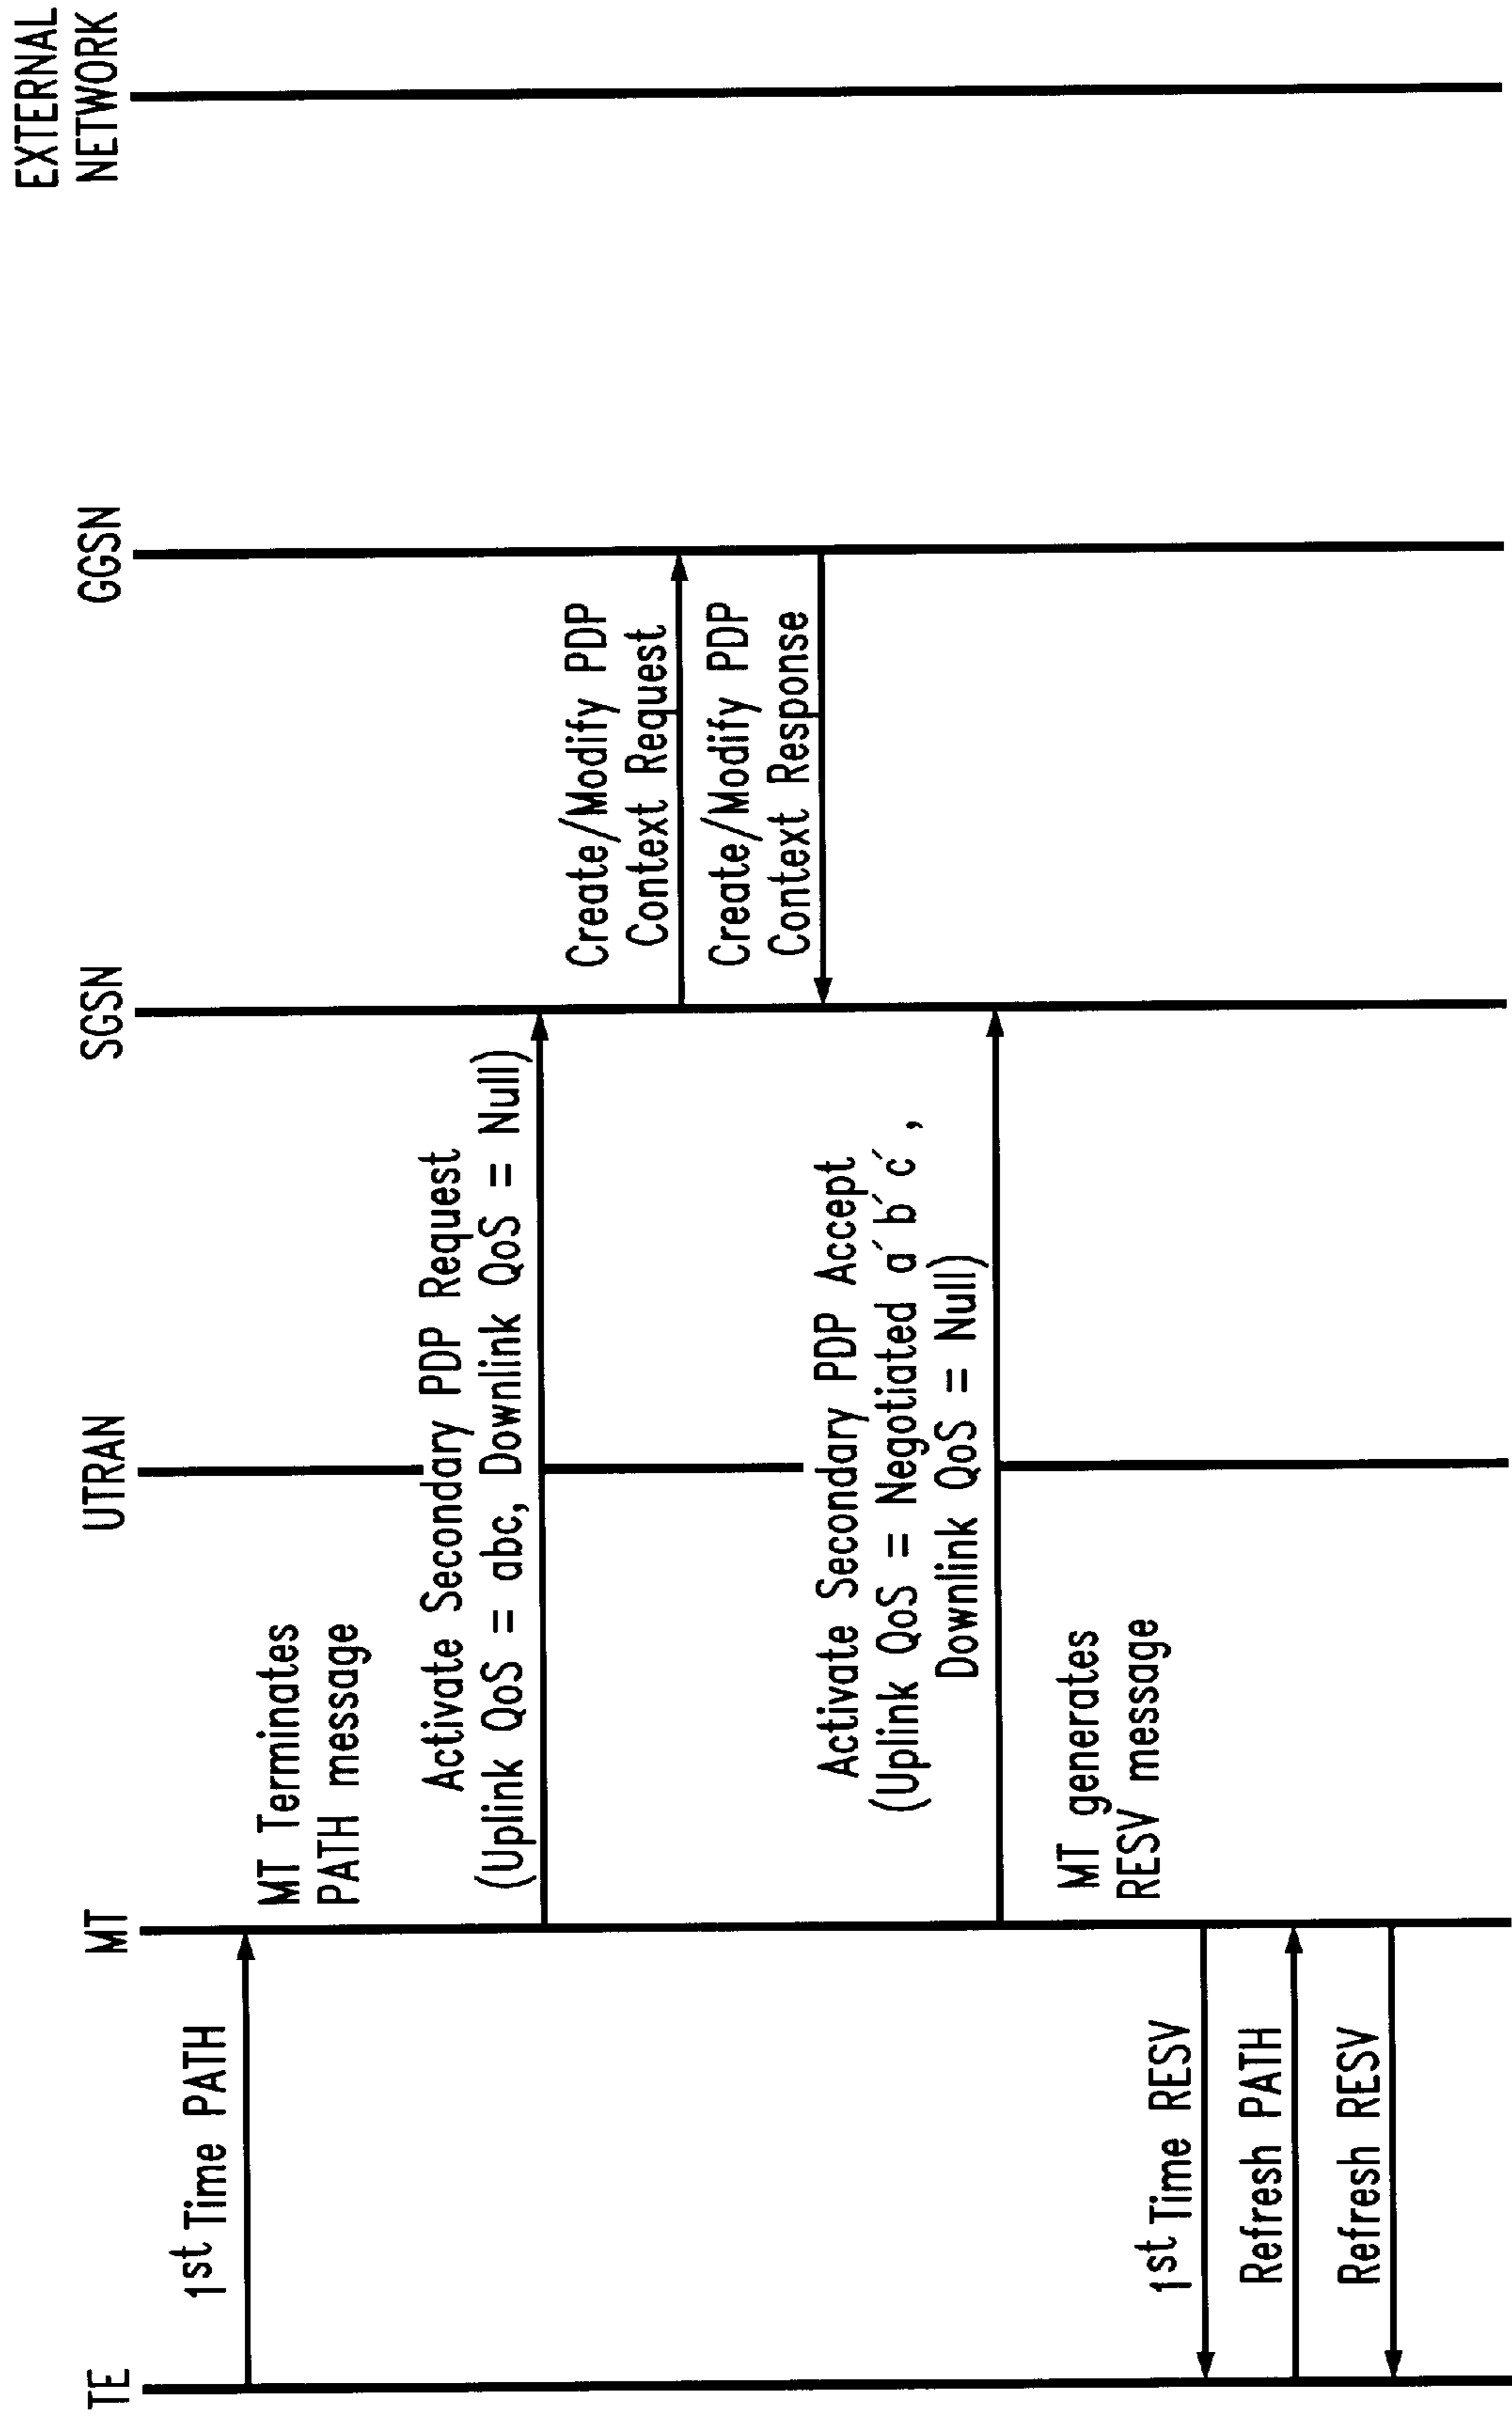 TE
MT
UTRAN
SGSN
GGSN
EXTERNAL
NETWORK
1st Time PATH
MT Terminates
PATH message
Activate Secondary PDP Request
(Uplink QoS = abc, Downlink QoS = Null)
Create/Modify PDP
Context Request
Create/Modify PDP
Context Response
Activate Secondary PDP Accept
(Uplink QoS = Negotiated a´b´c´,
Downlink QoS = Null)
MT generates
RESV message
1st Time RESV
Refresh PATH
Refresh RESV